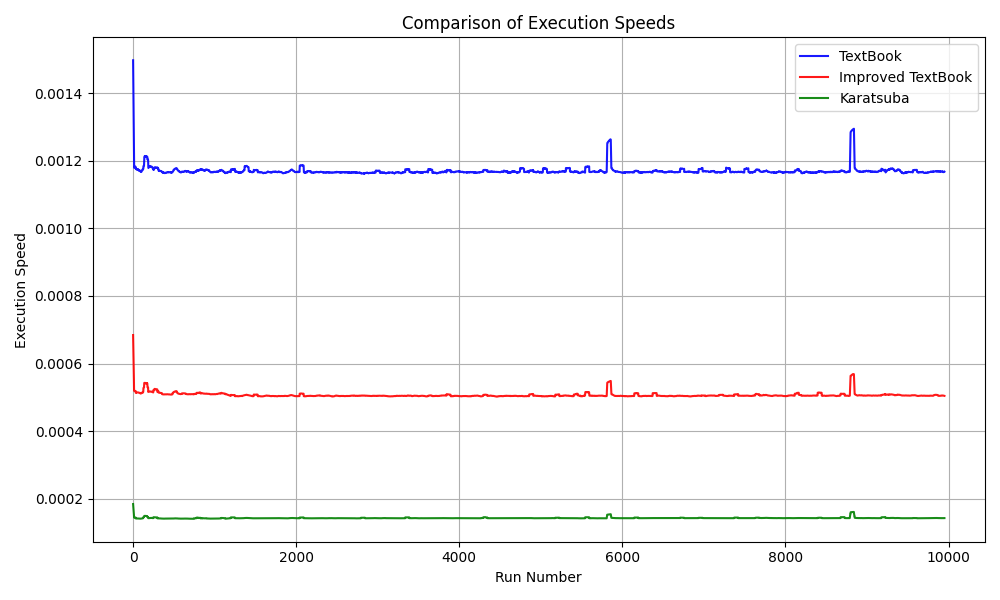 Comparison of Execution Speeds
TextBook
Improved TextBook
Karatsuba
Execution Speed
0.0014
0.0012
0.0010
0.0008
0.0006
0.0004
0.0002
0
2000
4000
6000
8000
10000
Run Number